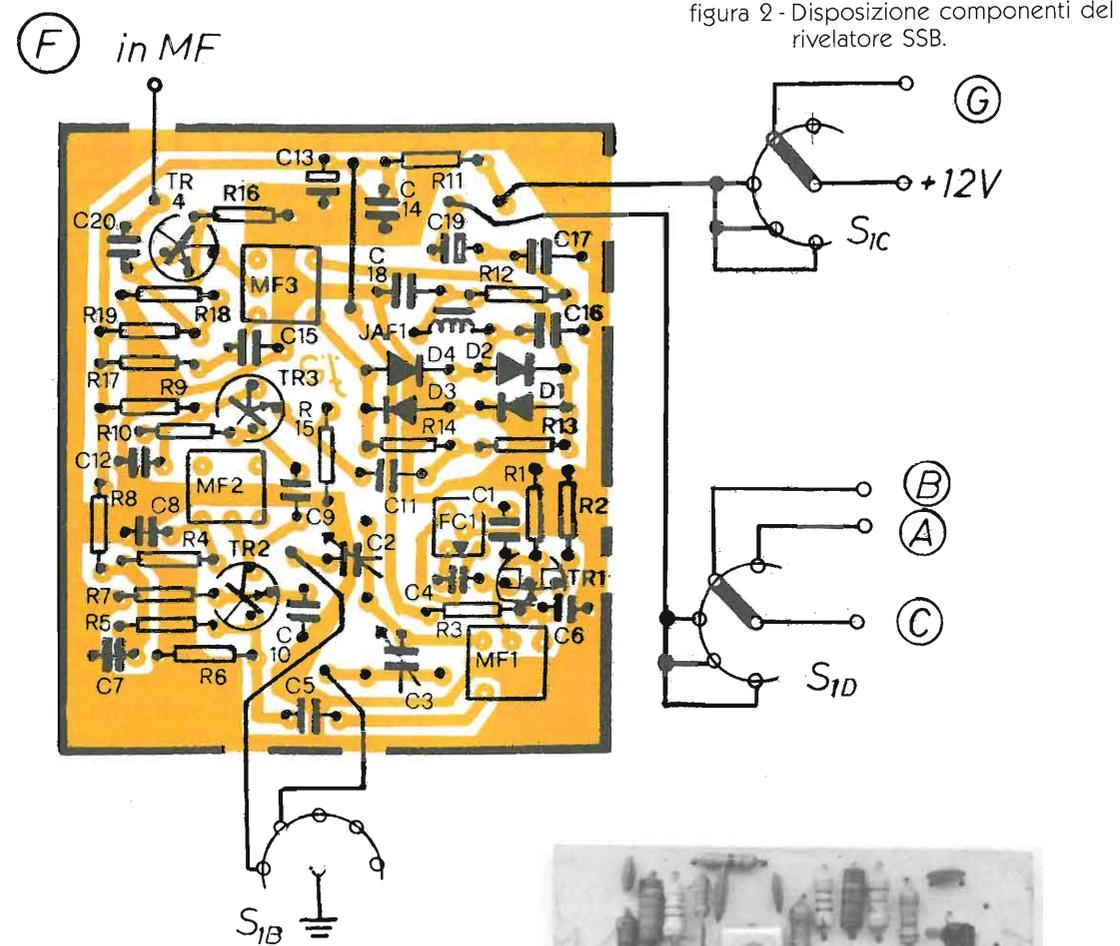 figura 2 - Disposizione componenti del
rivelatore SSB.
F in MF
G
+12V
S1C
C13
R11
TR
4
R16
C
14
C20
C19
C17
MF3
C
18
R12
R18
R19
JAF1
C16
C15
D4
D2
R17
R9
TR3
D3
D1
R
15
R10
R14
R13
C12
MF2
R1
C11
C1
R2
R8
C8
C9
FC1
R4
TR2
C2
TR1
R7
C4
R5
C
10
R3
C6
MF1
C7
R6
C5
C3
B
A
C
S1D
S1B